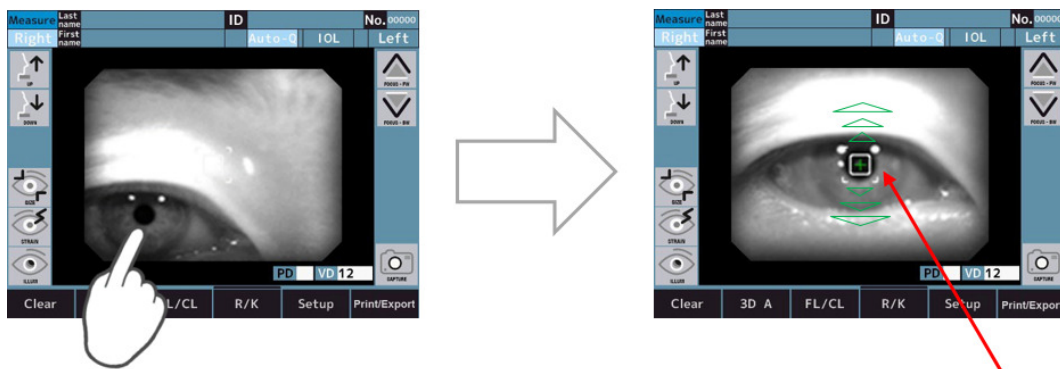 Measure Last name ID No. 00000
Right First name Auto-Q IOL Left
UP
FOCUS - FW
DOWN
FOCUS - BW
SIZE
STRAIN
ILLUMI
CAPTURE
PD VD 12
Clear L/CL R/K Setup Print/Export
Measure Last name ID No. 00000
Right First name Auto-Q IOL Left
UP
FOCUS - FW
DOWN
FOCUS - BW
SIZE
STRAIN
ILLUMI
CAPTURE
PD VD 12
Clear 3D A FL/CL R/K Setup Print/Export